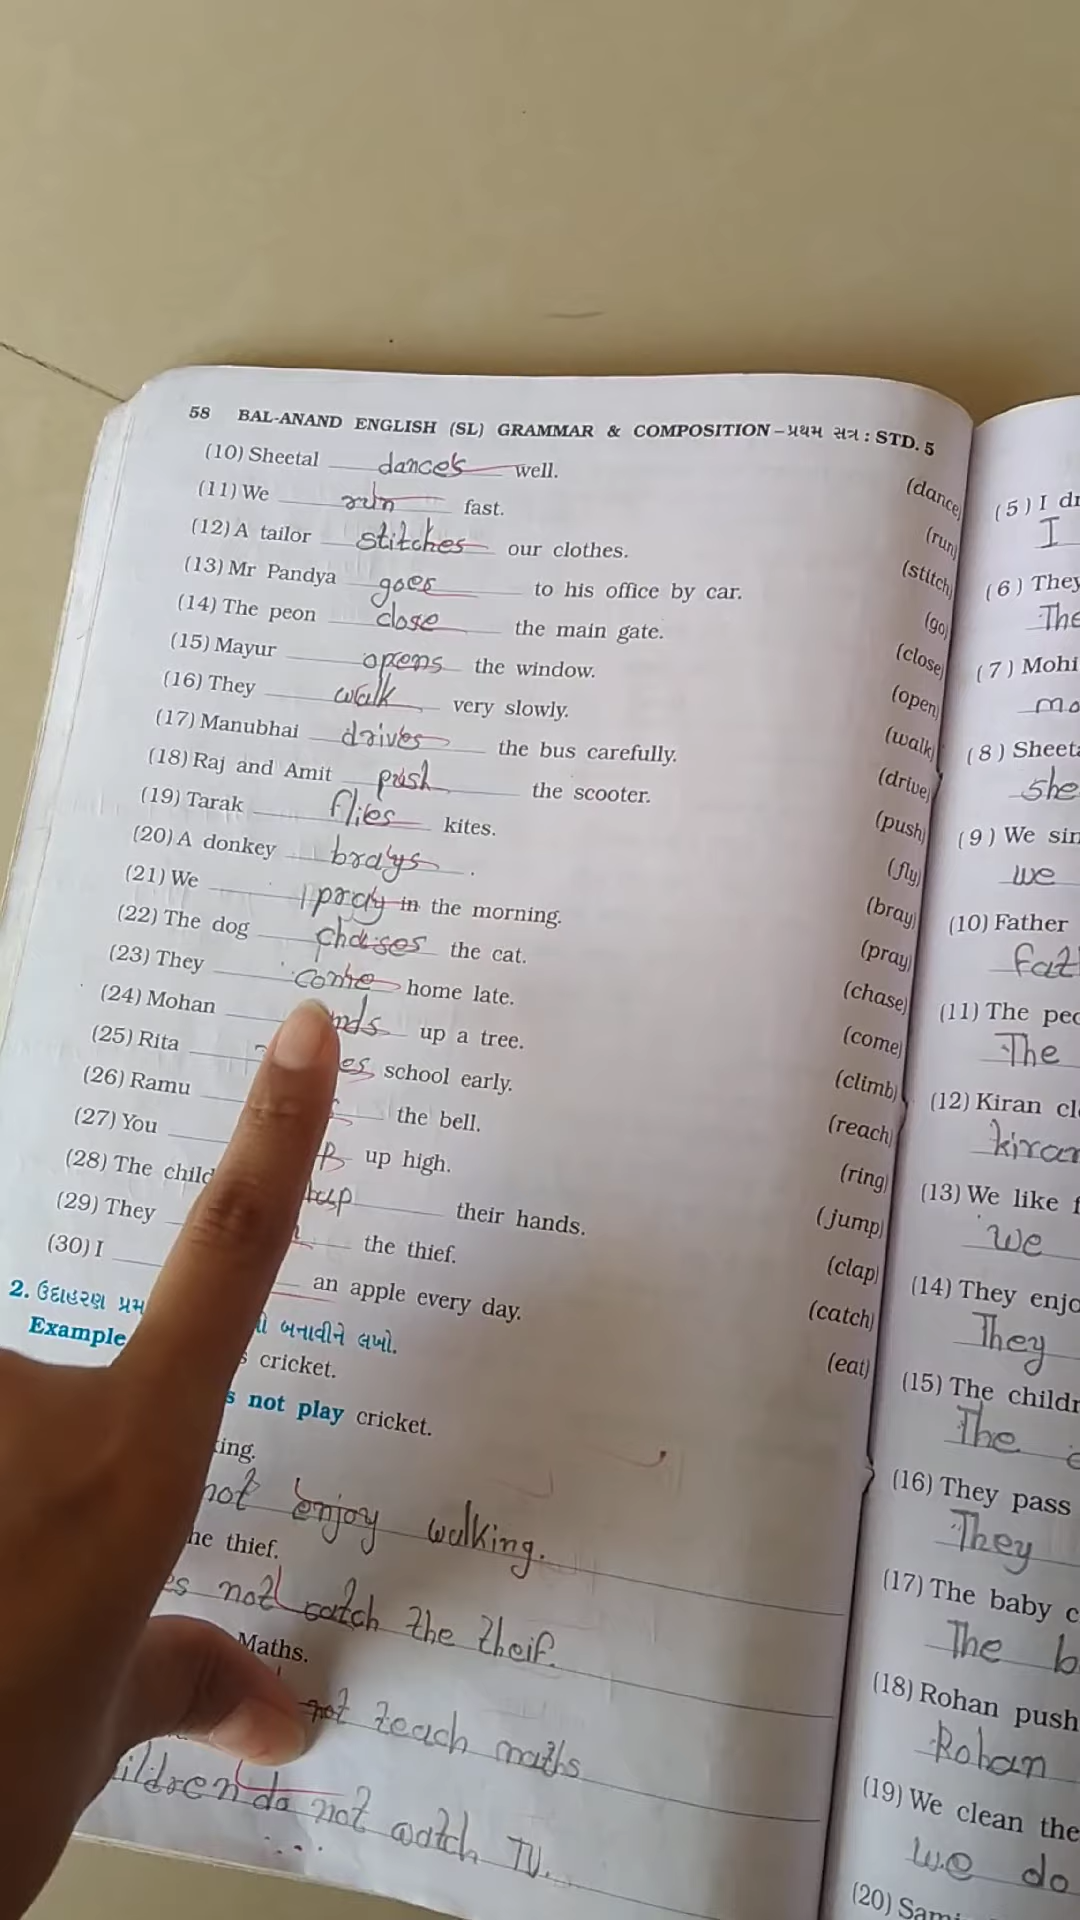 58 BAL-ANAND ENGLISH (SL) GRAMMAR & COMPOSITION – પ્રથમ સત્ર : STD. 5
(10) Sheetal dances well. (dance)
(11) We run fast. (run)
(12) A tailor stitches our clothes. (stitch)
(13) Mr Pandya goes to his office by car. (go)
(14) The peon close the main gate. (close)
(15) Mayur opens the window. (open)
(16) They walk very slowly. (walk)
(17) Manubhai drives the bus carefully. (drive)
(18) Raj and Amit push the scooter. (push)
(19) Tarak flies kites. (fly)
(20) A donkey brays. (bray)
(21) We pray in the morning. (pray)
(22) The dog chases the cat. (chase)
(23) They come home late. (come)
(24) Mohan up a tree. (climb)
(25) Rita school early. (reach)
(26) Ramu the bell. (ring)
(27) You up high. (jump)
(28) The child their hands. (clap)
(29) They the thief. (catch)
(30) I an apple every day. (eat)
2. ઉદાહરણ બનાવીને લખો.
Example cricket.
not play cricket.
not enjoy walking.
thief.
not catch the theif.
Maths.
not teach maths
do not watch TV.
(5) I
I
(6) They
The
(7)
(8)
she
(9) We
we
(10) Father
(11) The
The
(12) Kiran
(13) We like
we
(14) They
They
(15) The
The
(16) They pass
They
(17) The baby
The
(18) Rohan push
Rohan
(19) We clean the
we do
(20)